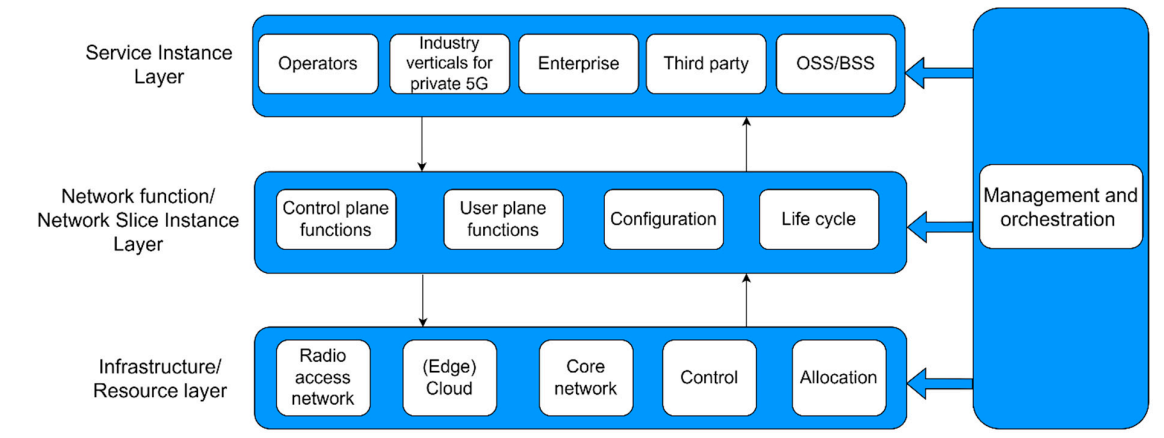 Service Instance
Layer
Operators
Industry
verticals for
private 5G
Enterprise
Third party
OSS/BSS
Network function/
Network Slice Instance
Layer
Control plane
functions
User plane
functions
Configuration
Life cycle
Management and
orchestration
Infrastructure/
Resource layer
Radio
access
network
(Edge)
Cloud
Core
network
Control
Allocation